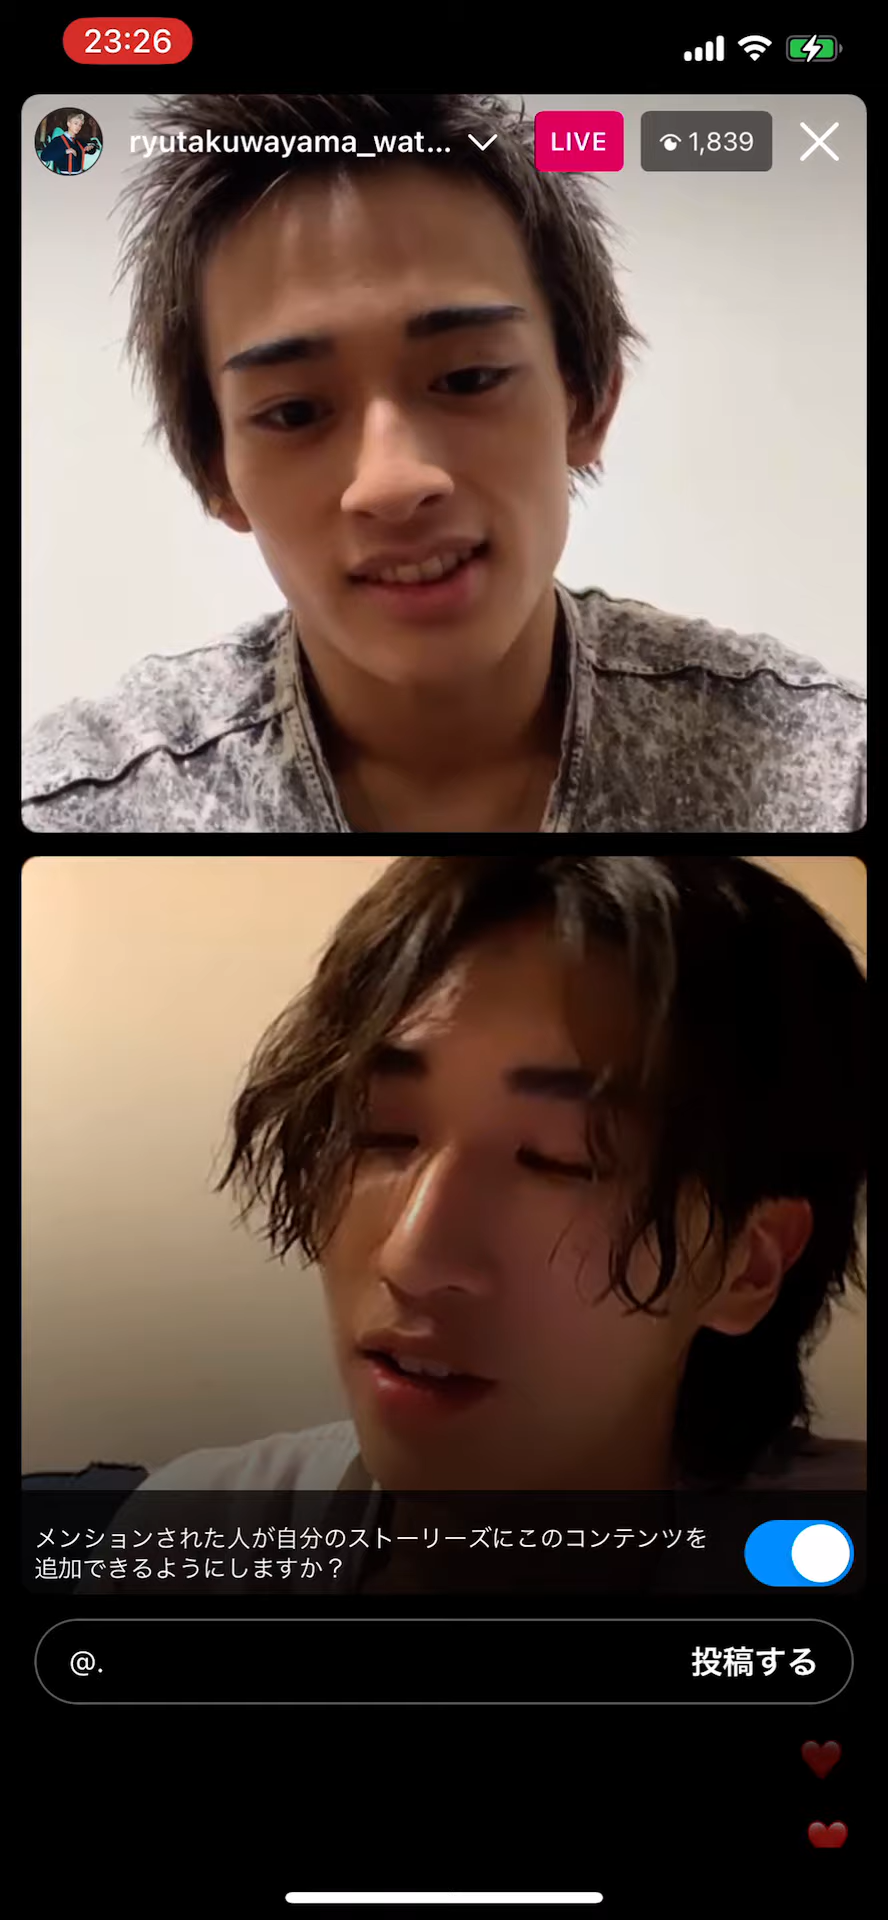 23:26
ryutakuwayama_wat...
LIVE
1,839
メンションされた人が自分のストーリーズにこのコンテンツを
追加できるようにしますか？
@.
投稿する